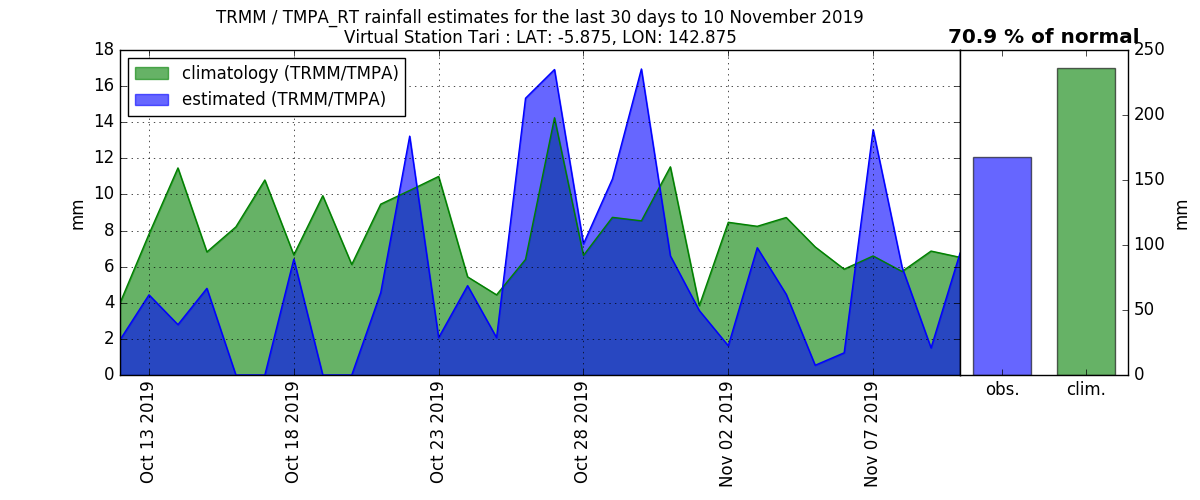 TRMM / TMPA_RT rainfall estimates for the last 30 days to 10 November 2019
Virtual Station Tari : LAT: -5.875, LON: 142.875
70.9 % of normal
climatology (TRMM/TMPA)
estimated (TRMM/TMPA)
mm
18
16
14
12
10
8
6
4
2
0
Oct 13 2019
Oct 18 2019
Oct 23 2019
Oct 28 2019
Nov 02 2019
Nov 07 2019
250
200
150
100
50
0
mm
obs.
clim.